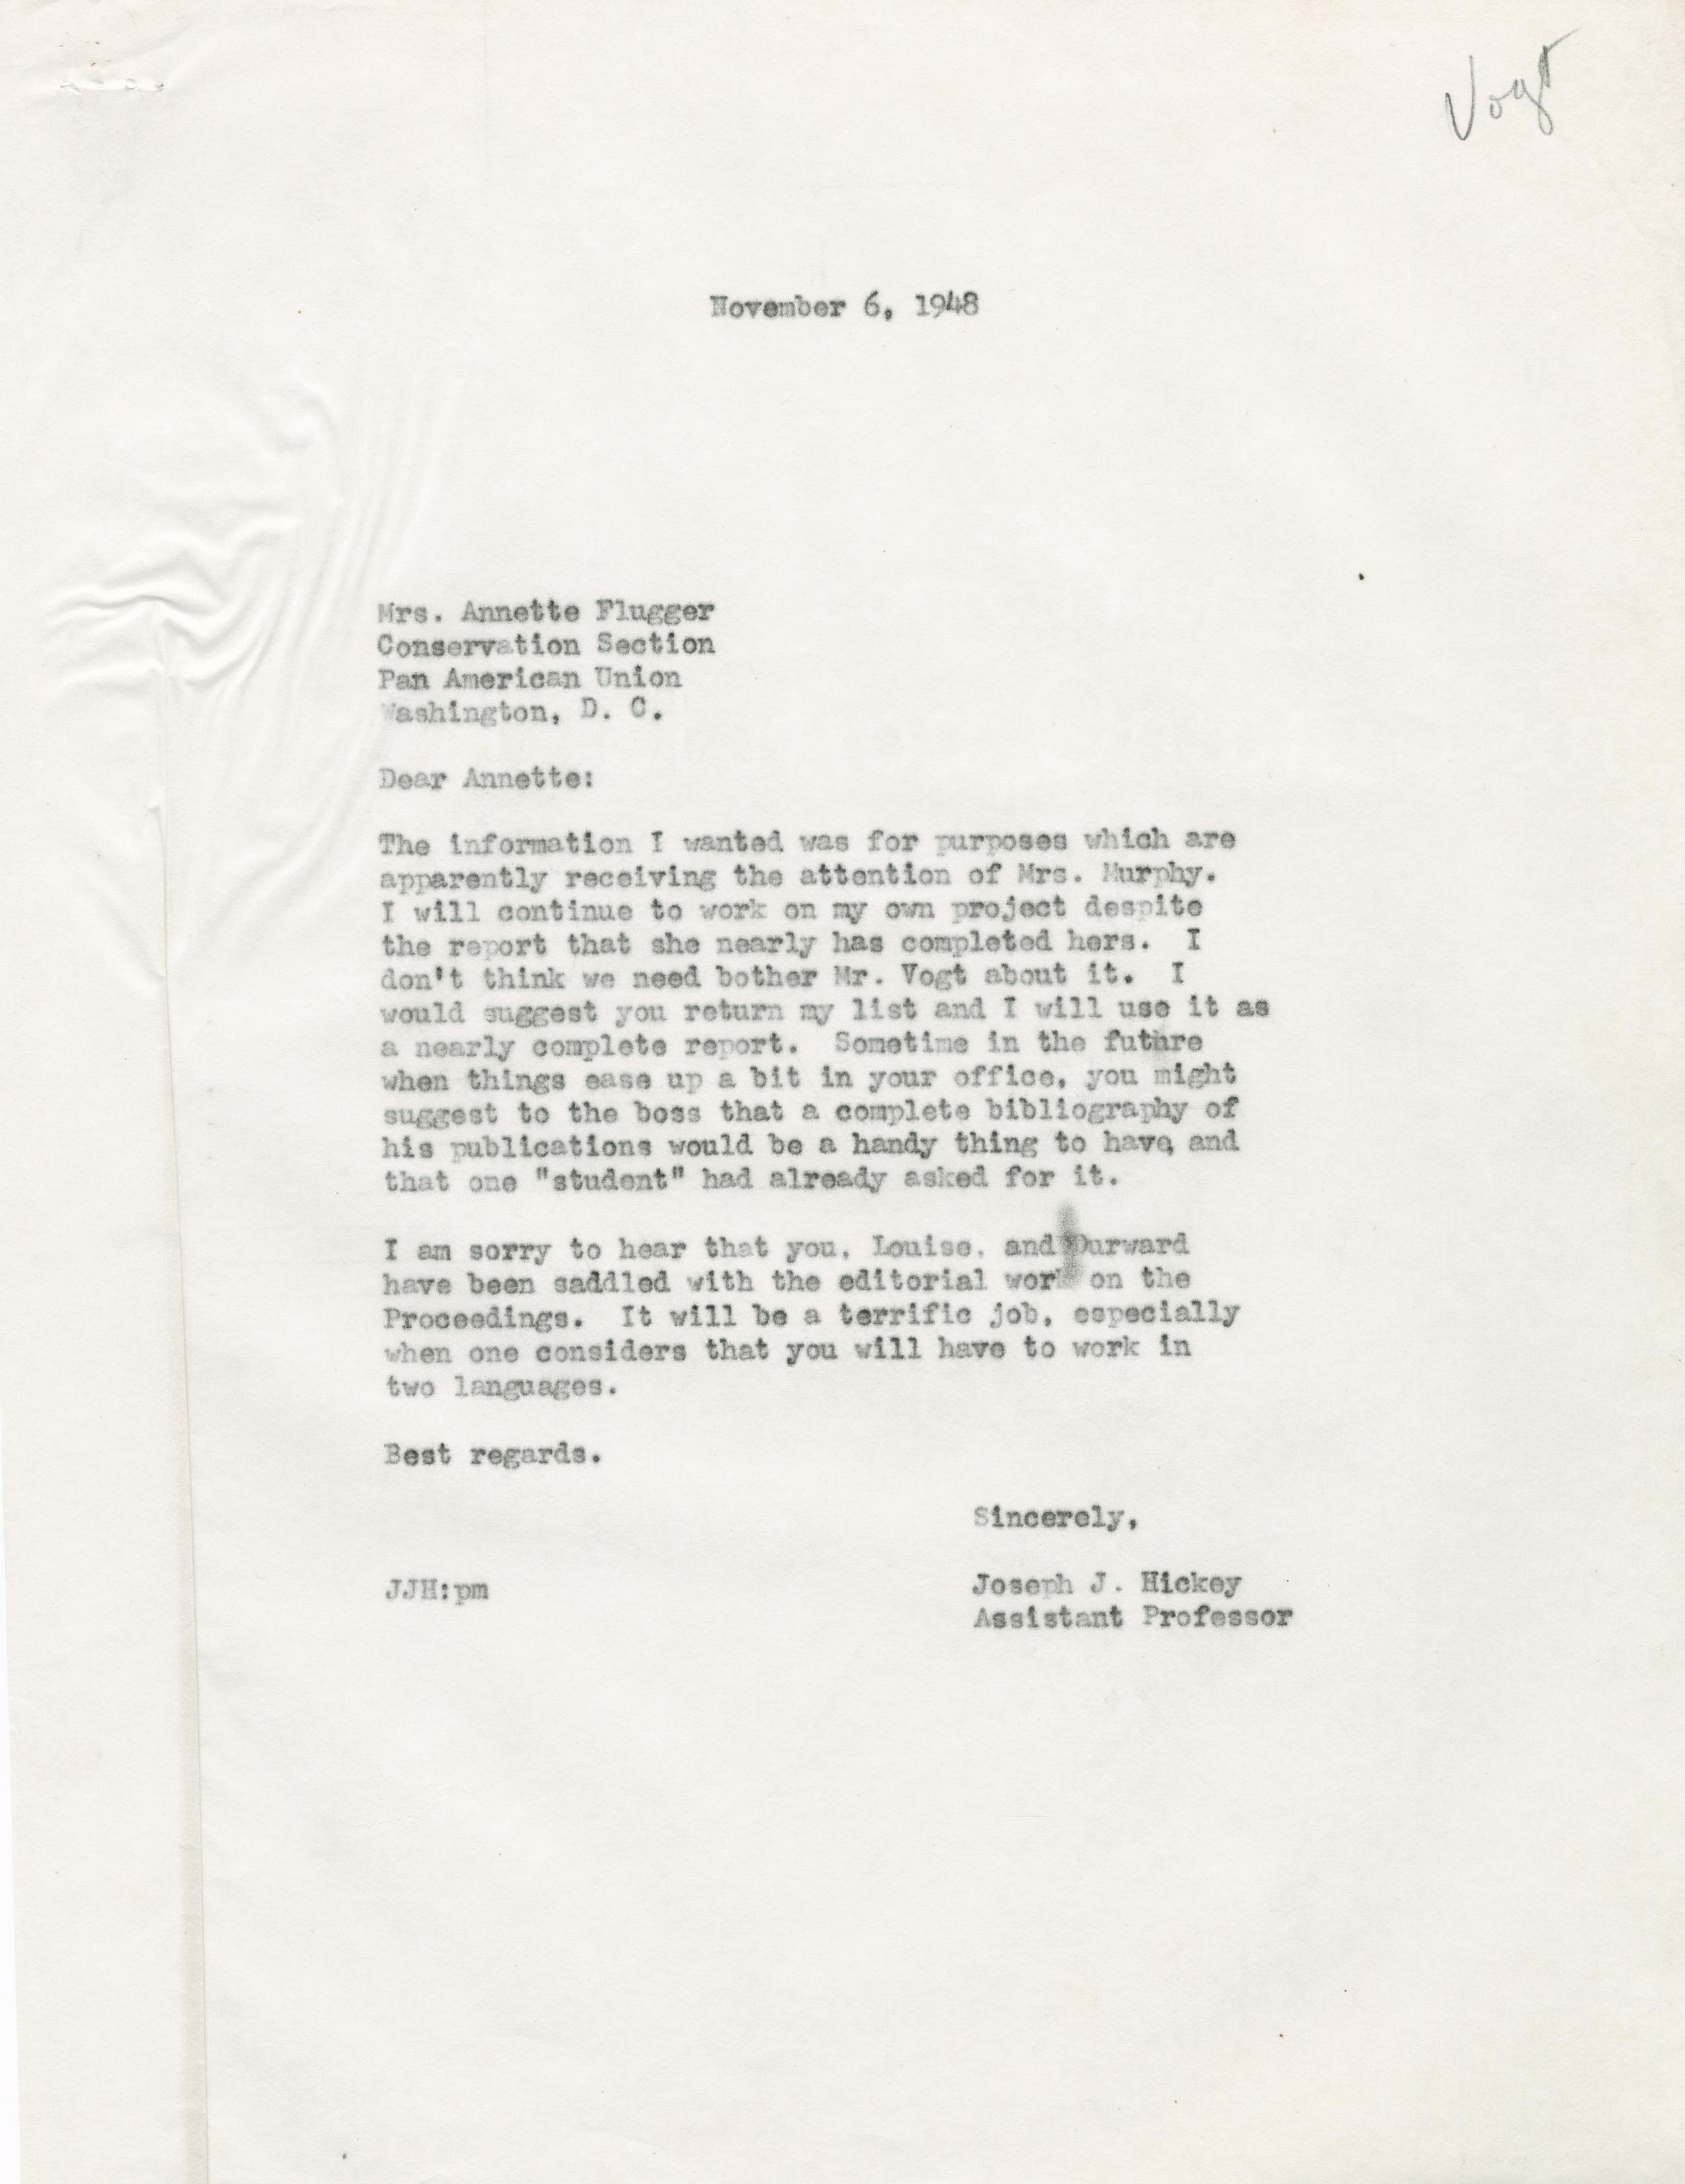 Vogt
November 6, 1948
Mrs. Annette Flugger
Conservation Section
Pan American Union
Washington, D. C.
Dear Annette:
The information I wanted was for purposes which are
apparently receiving the attention of Mrs. Murphy.
I will continue to work on my own project despite
the report that she nearly has completed hers. I
don't think we need bother Mr. Vogt about it. I
would suggest you return my list and I will use it as
a nearly complete report. Sometime in the future
when things ease up a bit in your office, you might
suggest to the boss that a complete bibliography of
his publications would be a handy thing to have, and
that one "student" had already asked for it.
I am sorry to hear that you, Louise, and Durward
have been saddled with the editorial work on the
Proceedings. It will be a terrific job, especially
when one considers that you will have to work in
two languages.
Best regards.
Sincerely,
JJH:pm
Joseph J. Hickey
Assistant Professor